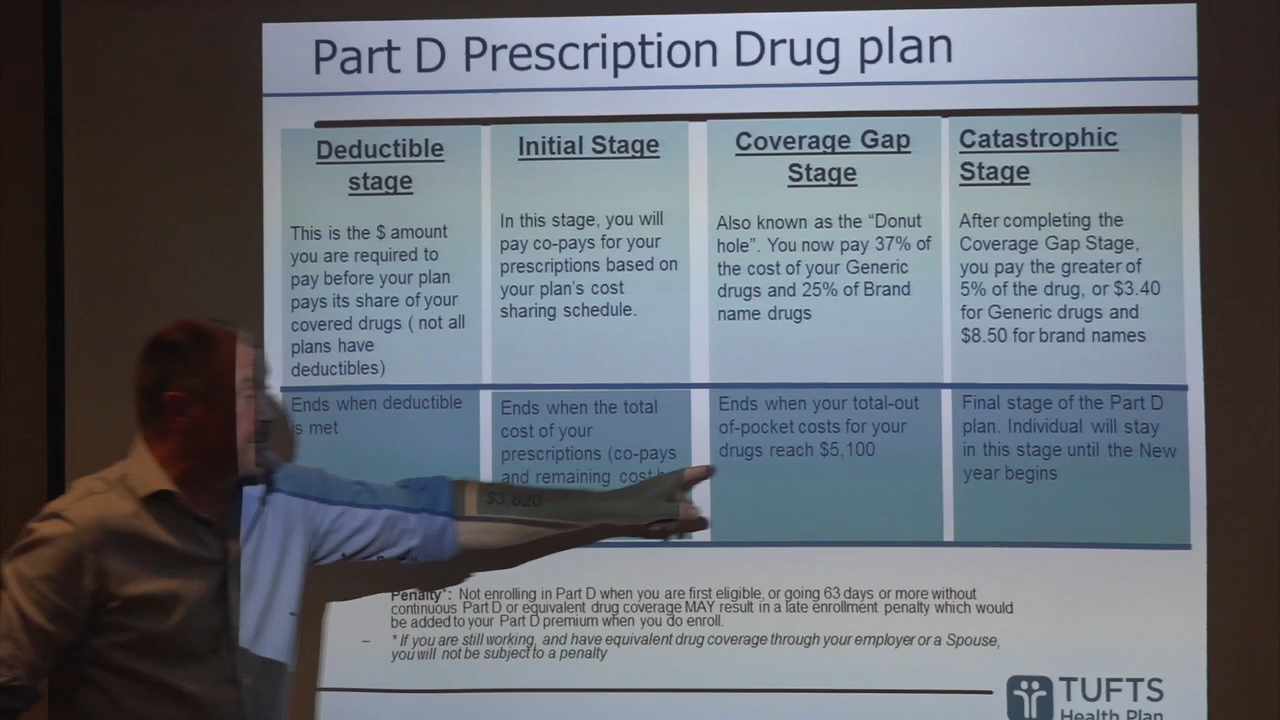 Part D Prescription Drug plan
Deductible
stage
This is the $ amount
you are required to
pay before your plan
pays its share of your
covered drugs ( not all
plans have
deductibles)
Ends when deductible
is met
Initial Stage
In this stage, you will
pay co-pays for your
prescriptions based on
your plan's cost
sharing schedule.
Ends when the total
cost of your
prescriptions (co-pays
and remaining cost
$3,820
Coverage Gap
Stage
Also known as the “Donut
hole”. You now pay 37% of
the cost of your Generic
drugs and 25% of Brand
name drugs
Ends when your total-out
of-pocket costs for your
drugs reach $5,100
Catastrophic
Stage
After completing the
Coverage Gap Stage,
you pay the greater of
5% of the drug, or $3.40
for Generic drugs and
$8.50 for brand names
Final stage of the Part D
plan. Individual will stay
in this stage until the New
year begins
Penalty*: Not enrolling in Part D when you are first eligible, or going 63 days or more without
continuous Part D or equivalent drug coverage MAY result in a late enrollment penalty which would
be added to your Part D premium when you do enroll.
– * If you are still working, and have equivalent drug coverage through your employer or a Spouse,
you will not be subject to a penalty
TUFTS
Health Plan